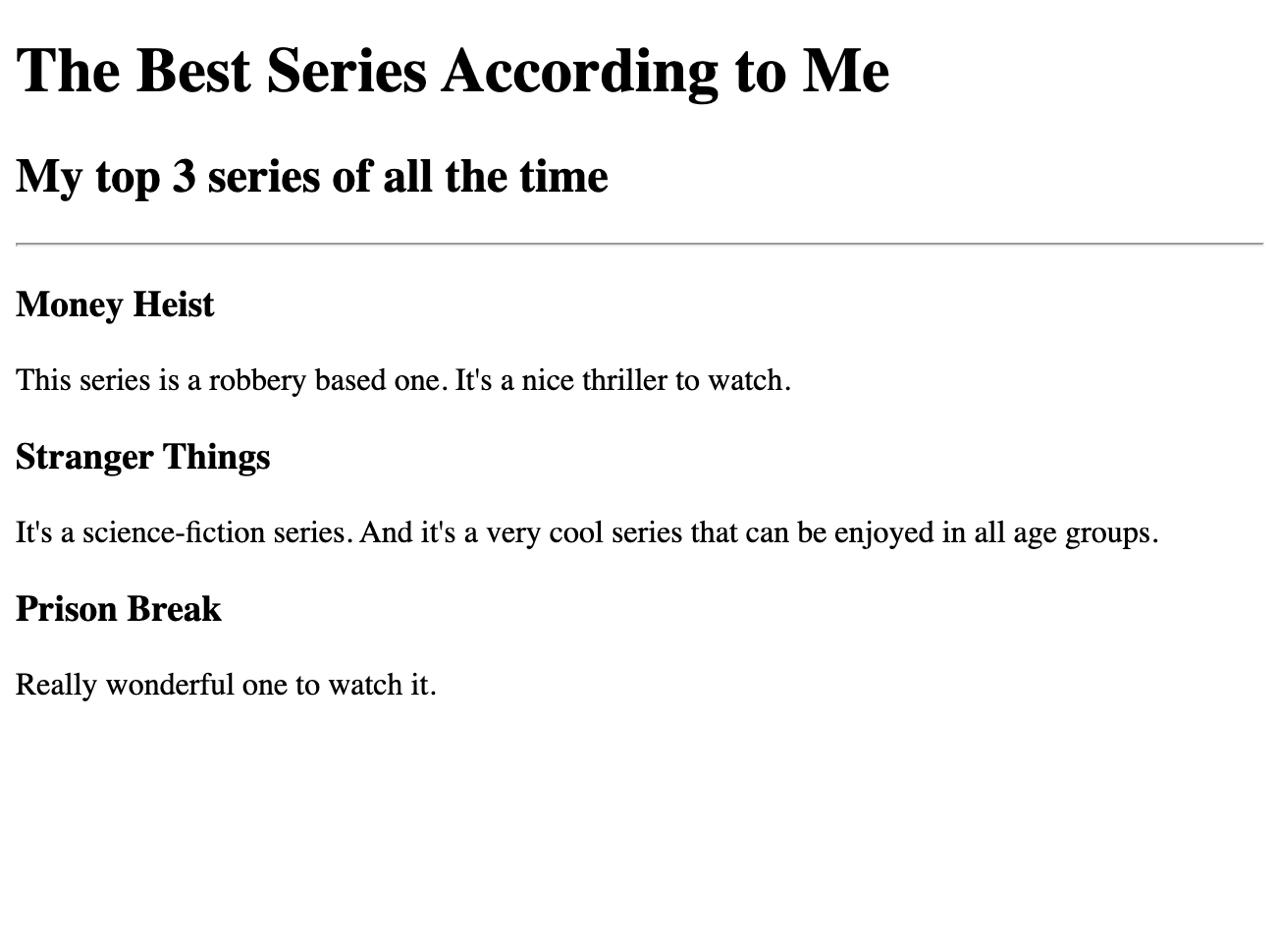 The Best Series According to Me
My top 3 series of all the time
Money Heist
This series is a robbery based one. It's a nice thriller to watch.
Stranger Things
It's a science-fiction series. And it's a very cool series that can be enjoyed in all age groups.
Prison Break
Really wonderful one to watch it.